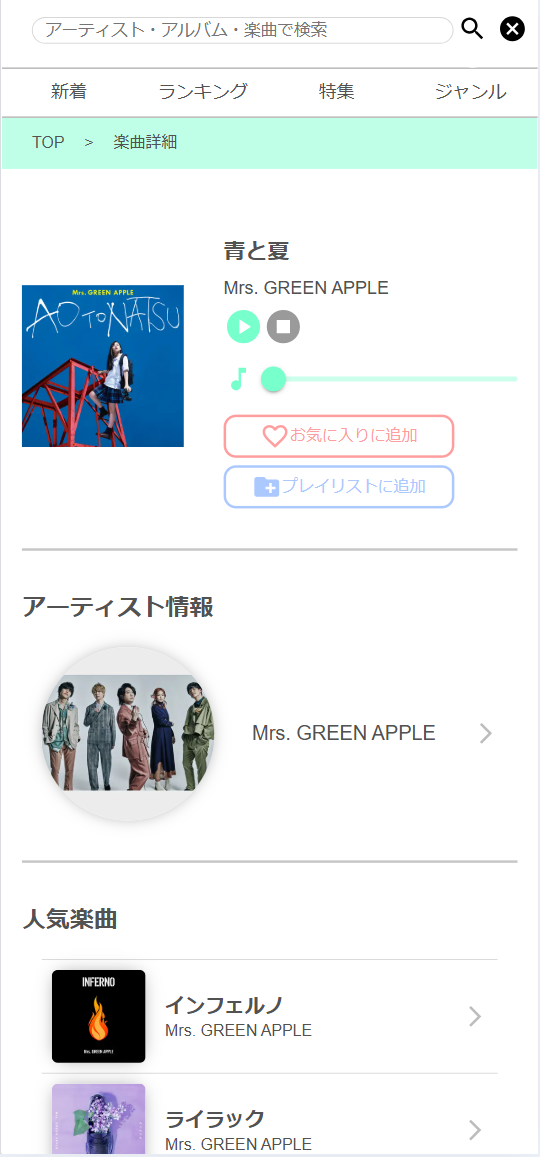 アーティスト・アルバム・楽曲で検索
新着 ランキング 特集 ジャンル
TOP > 楽曲詳細
青と夏
Mrs. GREEN APPLE
Mrs. GREEN APPLE
AO TO NATSU
お気に入りに追加
プレイリストに追加
アーティスト情報
Mrs. GREEN APPLE
人気楽曲
INFERNO
Mrs. GREEN APPLE
インフェルノ
Mrs. GREEN APPLE
ライラック
Mrs. GREEN APPLE